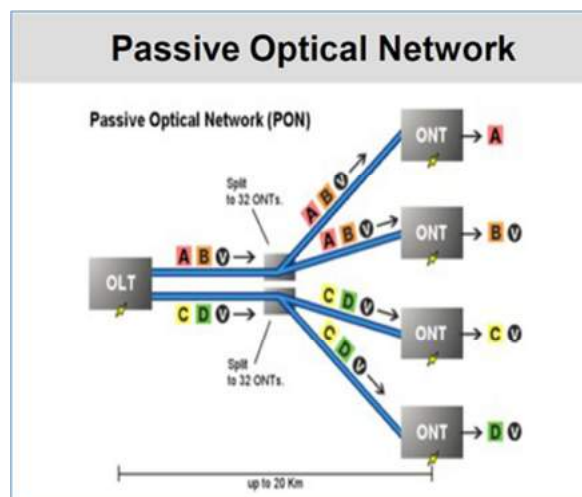 Passive Optical Network
Passive Optical Network (PON)
ONT A
Split
to 32 ONTs.
A B V
A B V
ONT B V
A B V
OLT
C D V
C D V
ONT C V
C D V
Split
to 32 ONTs.
ONT D V
up to 20 Km